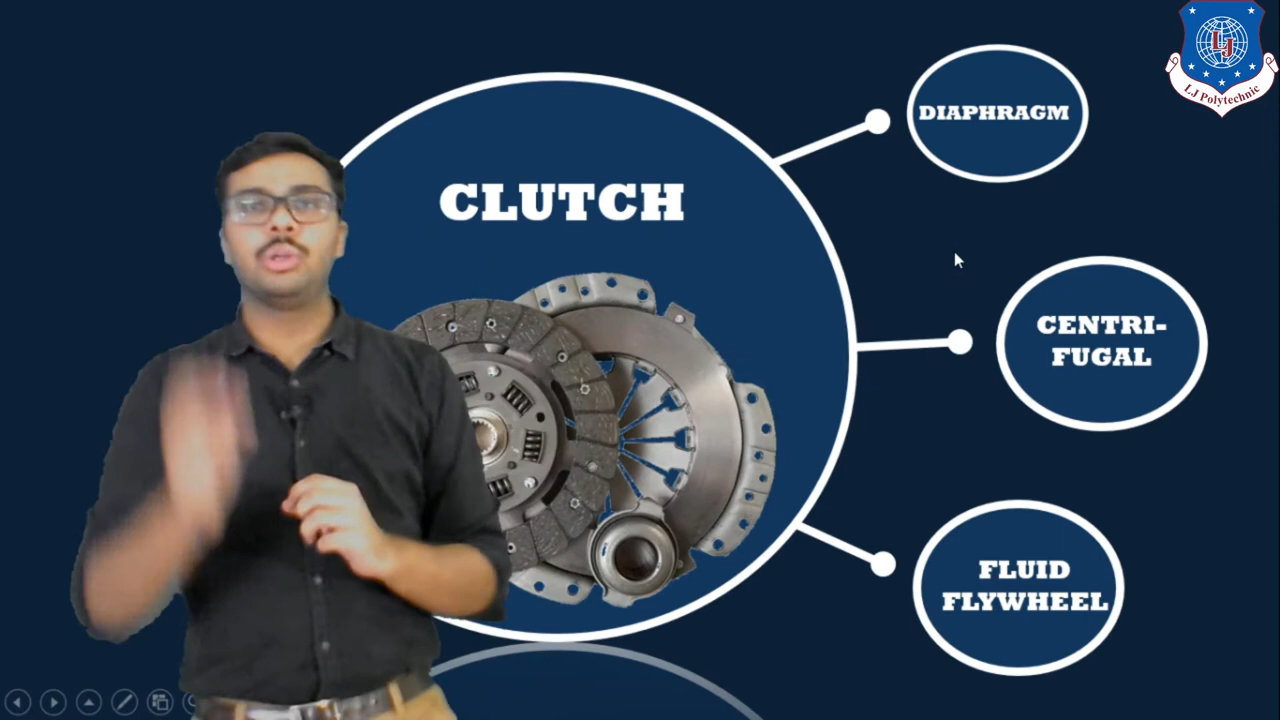 CLUTCH
DIAPHRAGM
CENTRI-
FUGAL
FLUID
FLYWHEEL
LJ
LJ Polytechnic